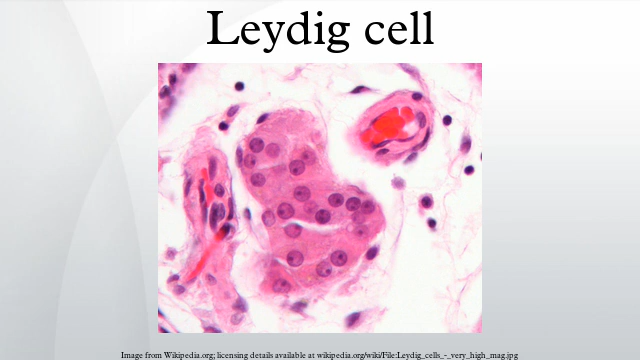 Leydig cell
Image from Wikipedia.org; licensing details available at wikipedia.org/wiki/File:Leydig_cells_-_very_high_mag.jpg